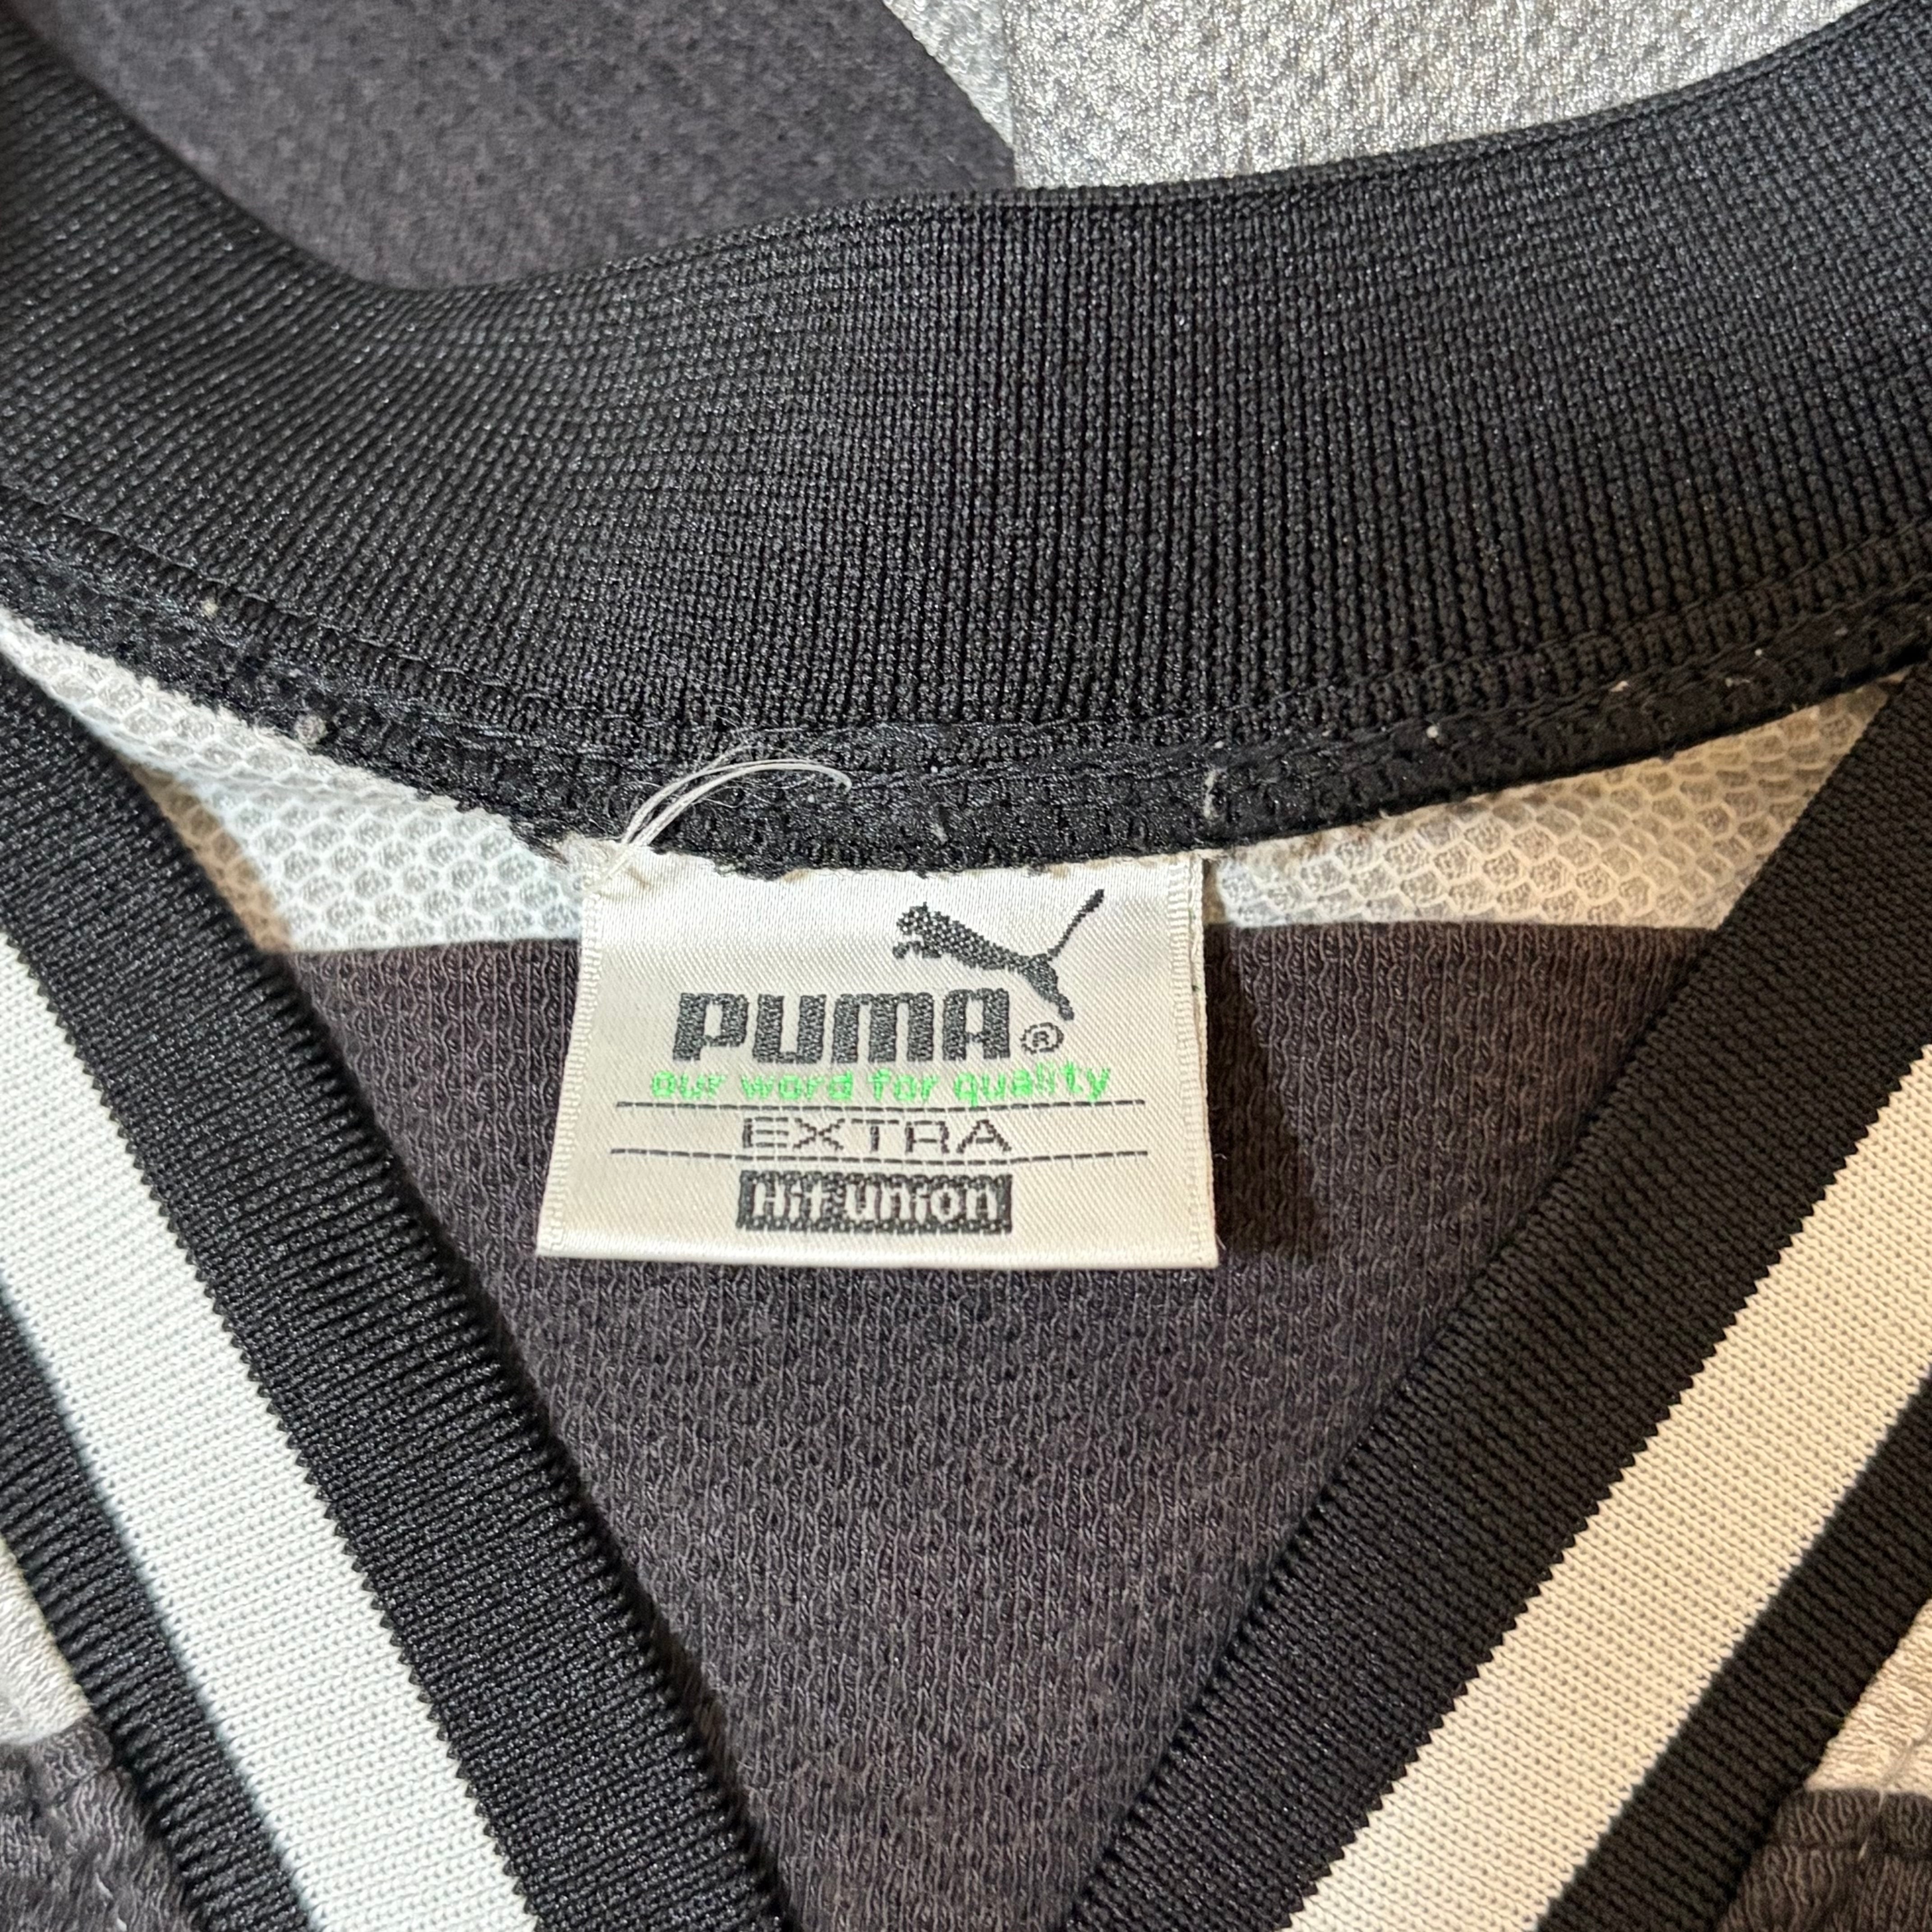 PUMA®
our word for quality
EXTRA
Hit union